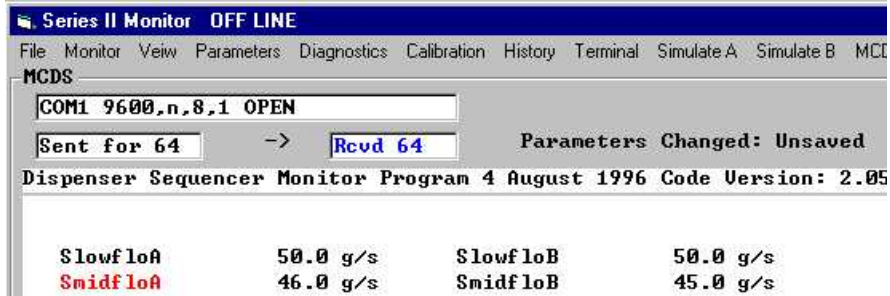 Series II Monitor OFF LINE
File Monitor Veiw Parameters Diagnostics Calibration History Terminal Simulate A Simulate B
MCDS
COM1 9600,n,8,1 OPEN
Sent for 64 -> Rcvd 64 Parameters Changed: Unsaved
Dispenser Sequencer Monitor Program 4 August 1996 Code Version: 2.05
SlowfloA 50.0 g/s SlowfloB 50.0 g/s
SmidfloA 46.0 g/s SmidfloB 45.0 g/s